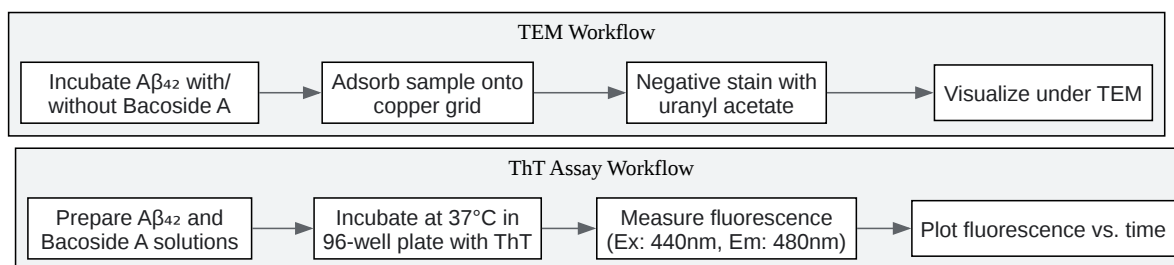 TEM Workflow
Incubate Aβ₄₂ with/
without Bacoside A
Adsorb sample onto
copper grid
Negative stain with
uranyl acetate
Visualize under TEM
ThT Assay Workflow
Prepare Aβ₄₂ and
Bacoside A solutions
Incubate at 37°C in
96-well plate with ThT
Measure fluorescence
(Ex: 440nm, Em: 480nm)
Plot fluorescence vs. time